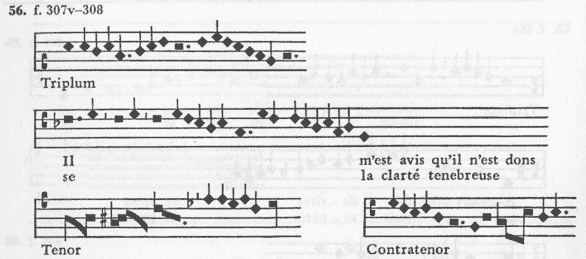 56. f. 307v–308
Triplum
Il m'est avis qu'il n'est dons
se la clarté tenebreuse
Tenor Contratenor